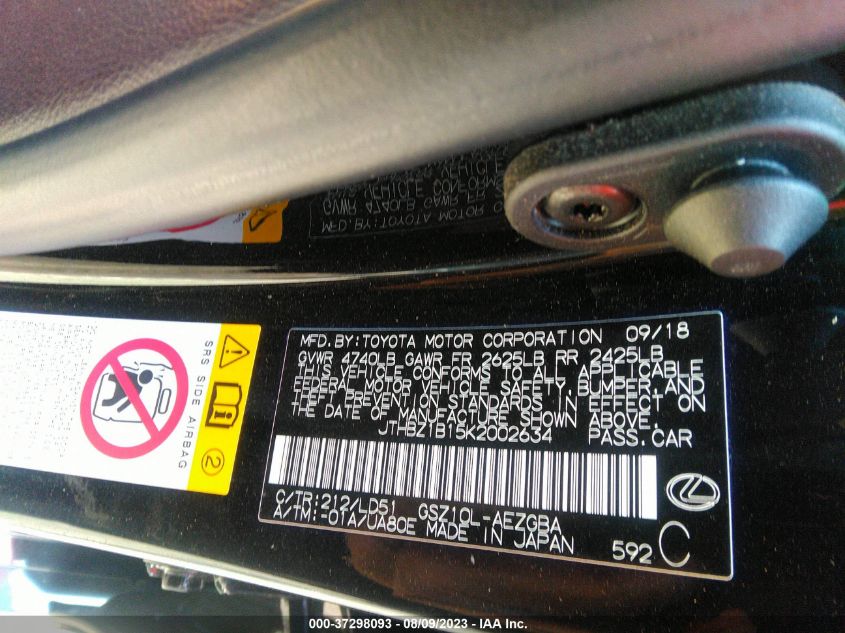 MFD.BY:TOYOTA MOTOR CORPORATION 09/18
GVWR 4740LB GAWR FR 2625LB RR 2425LB
THIS VEHICLE CONFORMS TO ALL APPLICABLE
FEDERAL MOTOR VEHICLE SAFETY, BUMPER, AND
THEFT PREVENTION STANDARDS IN EFFECT ON
THE DATE OF MANUFACTURE SHOWN ABOVE.
JTHBZ1B15K2002634 PASS.CAR
C/TR:212/LD51 GSZ10L-AEZGBA
A/TM:-01A/UA80E MADE IN JAPAN
592 C
SRS SIDE AIRBAG
2
000-37298093 - 08/09/2023 - IAA Inc.